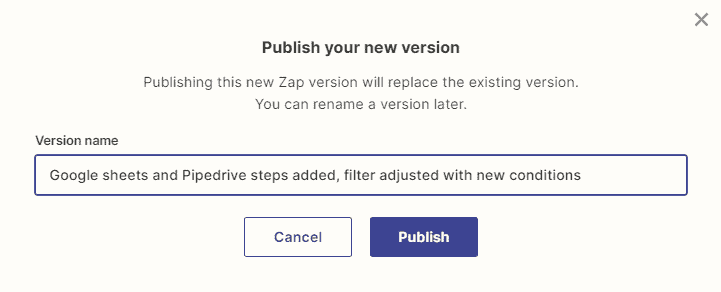 Publish your new version
Publishing this new Zap version will replace the existing version.
You can rename a version later.
Version name
Google sheets and Pipedrive steps added, filter adjusted with new conditions
Cancel
Publish